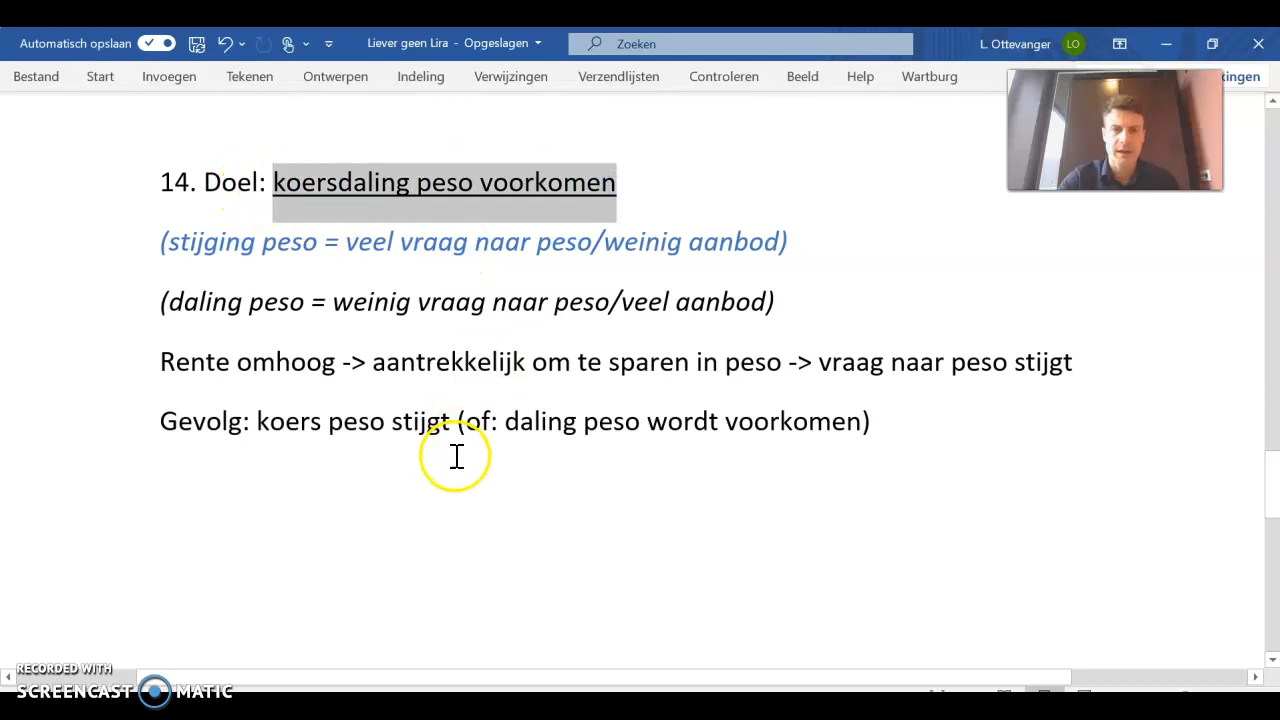 Automatisch opslaan
Liever geen Lira - Opgeslagen
Zoeken
L. Ottevanger
LO
Bestand Start Invoegen Tekenen Ontwerpen Indeling Verwijzingen Verzendlijsten Controleren Beeld Help Wartburg
14. Doel: koersdaling peso voorkomen
(stijging peso = veel vraag naar peso/weinig aanbod)
(daling peso = weinig vraag naar peso/veel aanbod)
Rente omhoog -> aantrekkelijk om te sparen in peso -> vraag naar peso stijgt
Gevolg: koers peso stijgt (of: daling peso wordt voorkomen)
RECORDED WITH
SCREENCAST MATIC